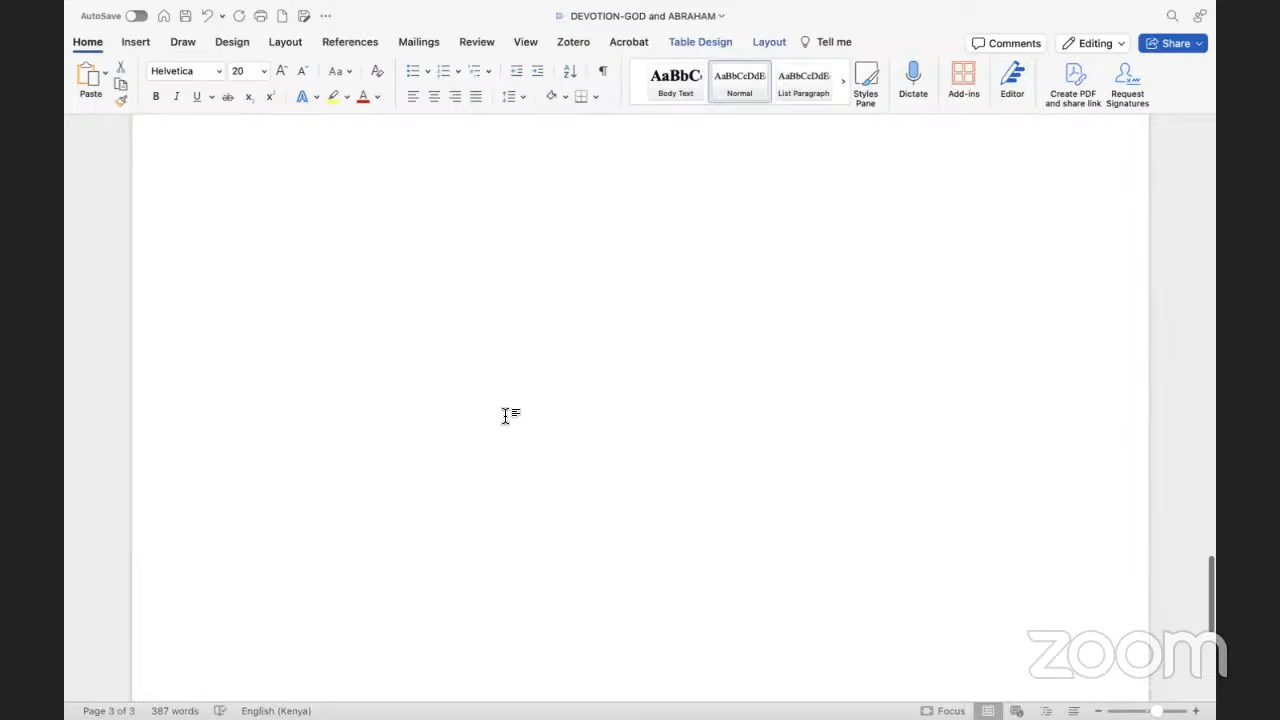 AutoSave
DEVOTION-GOD and ABRAHAM
Home Insert Draw Design Layout References Mailings Review View Zotero Acrobat Table Design Layout Tell me Comments Editing Share
Helvetica 20 Aa AaBbC AaBbCcDdE AaBbCcDdE
Paste B I U ab x x A A Body Text Normal List Paragraph Styles Pane Dictate Add-ins Editor Create PDF and share link Request Signatures
zoom
Page 3 of 3 387 words English (Kenya) Focus